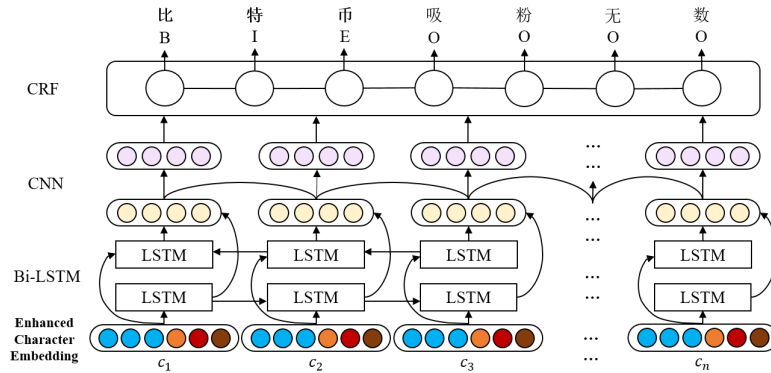 比 特 币 吸 粉 无 数
B I E O O O O
CRF
...
...
CNN
...
...
LSTM LSTM LSTM ... LSTM
Bi-LSTM
...
LSTM LSTM LSTM ... LSTM
Enhanced
Character
Embedding
...
...
c1 c2 c3 cn